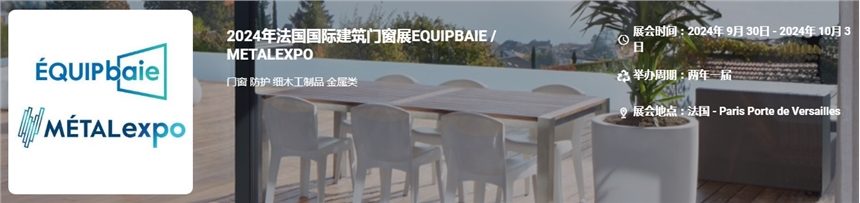 ÉQUIPbaie
MÉTALexpo
2024年法国国际建筑门窗展EQUIPBAIE /
METALEXPO
门窗 防护 细木工制品 金属类
展会时间：2024年 9月 30日 - 2024年 10月 3
日
举办周期：两年一届
展会地点：法国 - Paris Porte de Versailles